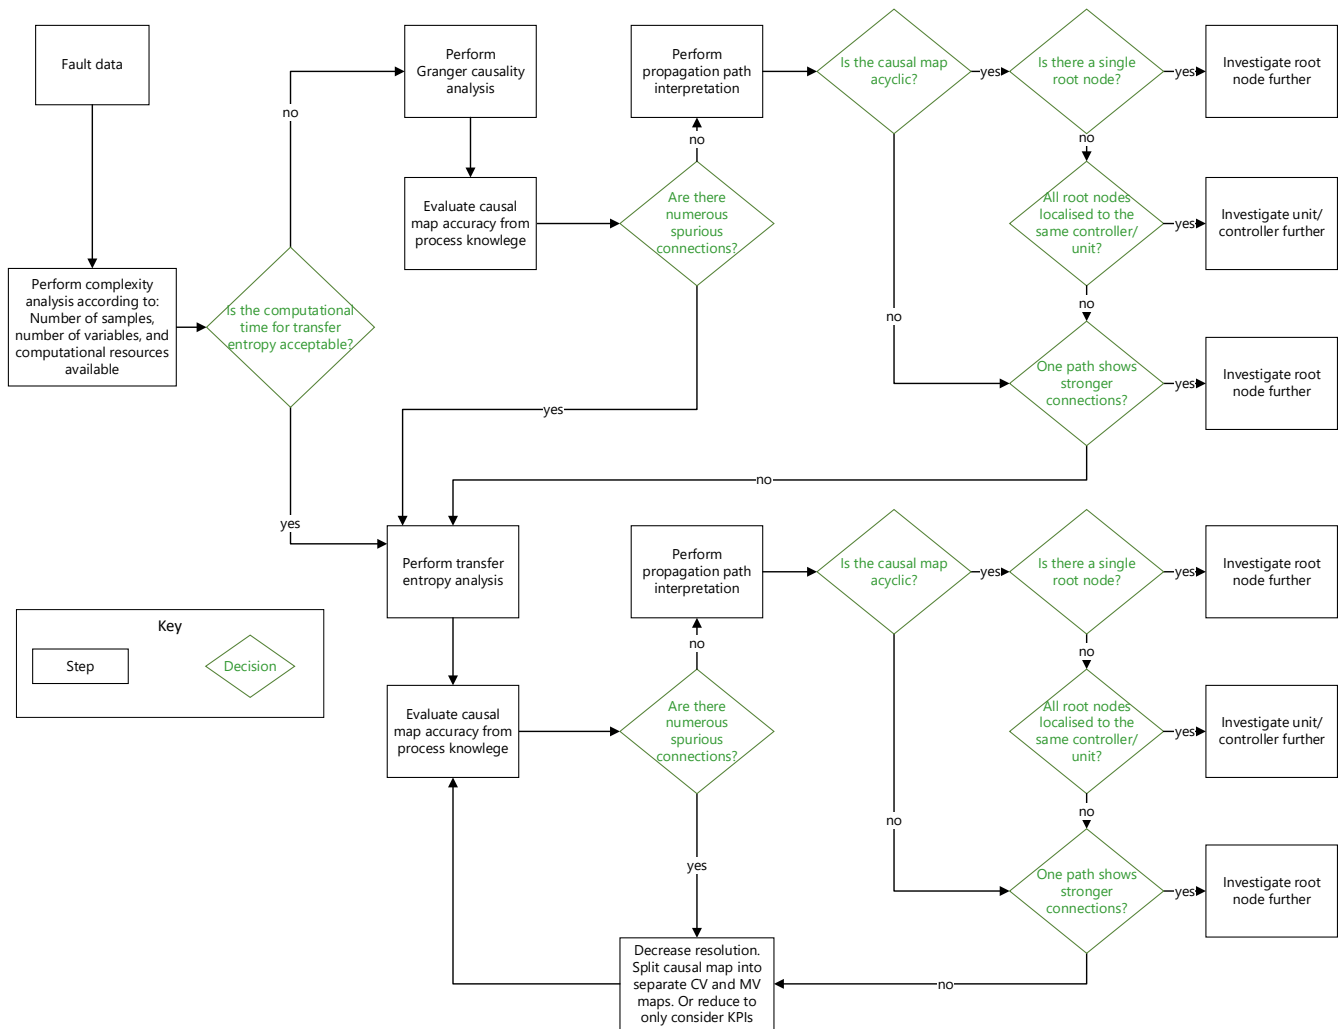 Fault data
Perform complexity
analysis according to:
Number of samples,
number of variables, and
computational resources
available
Is the computational
time for transfer
entropy acceptable?
no
yes
Perform
Granger causality
analysis
Evaluate causal
map accuracy from
process knowlege
Are there
numerous
spurious
connections?
no
yes
Perform
propagation path
interpretation
Is the causal map
acyclic?
yes
no
Is there a single
root node?
yes
no
Investigate root
node further
All root nodes
localised to the
same controller/
unit?
yes
no
Investigate unit/
controller further
One path shows
stronger
connections?
yes
no
Investigate root
node further
Perform transfer
entropy analysis
Evaluate causal
map accuracy from
process knowlege
Are there
numerous
spurious
connections?
no
yes
Perform
propagation path
interpretation
Is the causal map
acyclic?
yes
no
Is there a single
root node?
yes
no
Investigate root
node further
All root nodes
localised to the
same controller/
unit?
yes
no
Investigate unit/
controller further
One path shows
stronger
connections?
yes
no
Investigate root
node further
Decrease resolution.
Split causal map into
separate CV and MV
maps. Or reduce to
only consider KPIs
Key
Step
Decision